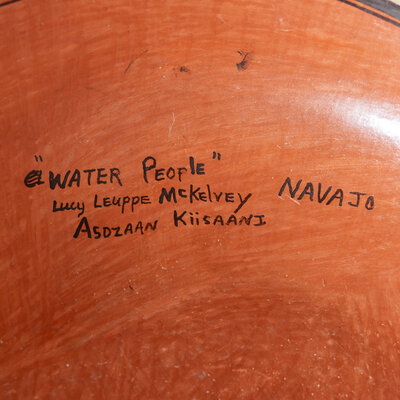 "WATER PEOPLE"
Lucy Leuppe McKelvey NAVAJO
ASDZAAN KiiSAANI